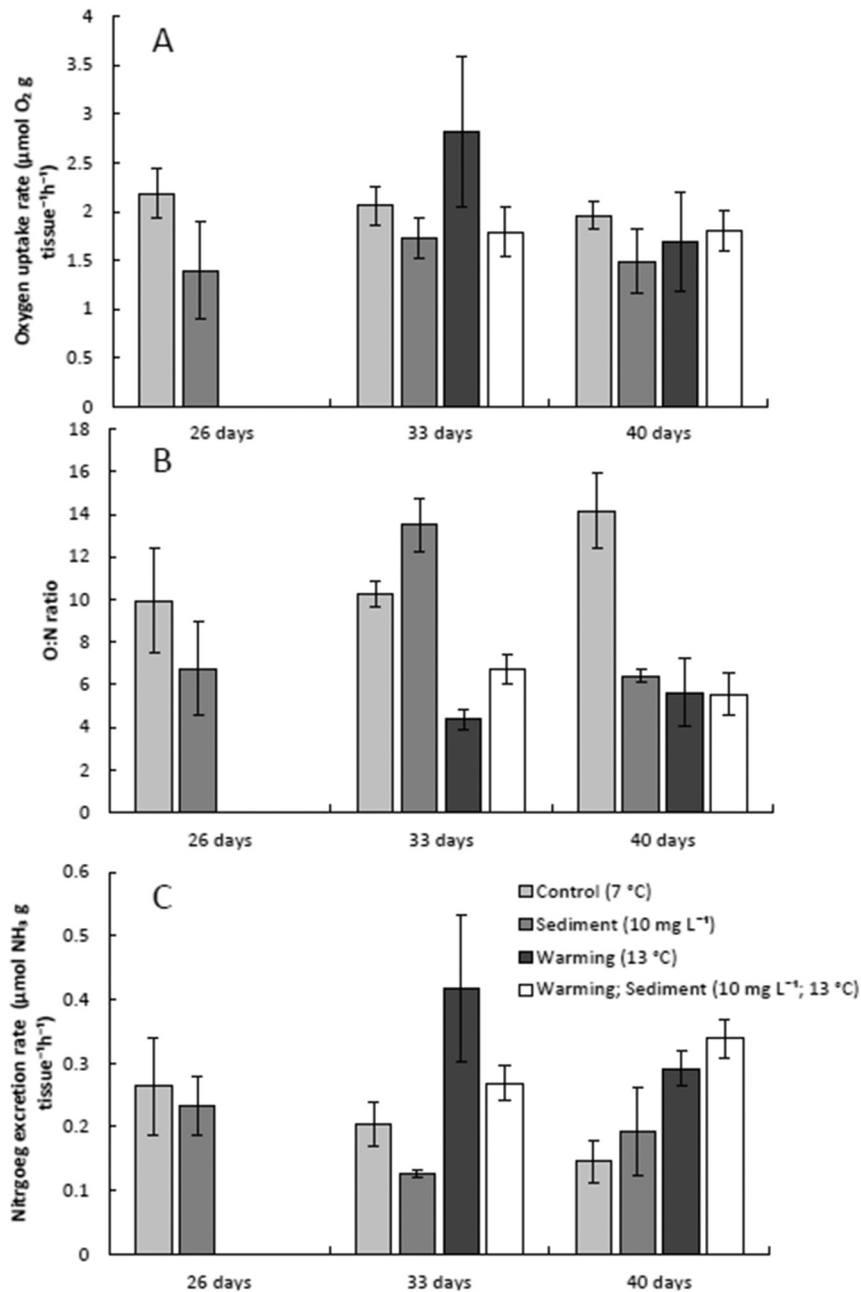 A
Oxygen uptake rate (µmol O₂ g
tissue⁻¹h⁻¹)
4
3.5
3
2.5
2
1.5
1
0.5
0
26 days 33 days 40 days
B
O:N ratio
18
16
14
12
10
8
6
4
2
0
26 days 33 days 40 days
C
Nitrgoeg excretion rate (µmol NH₃ g
tissue⁻¹h⁻¹)
0.6
0.5
0.4
0.3
0.2
0.1
0
Control (7 °C)
Sediment (10 mg L⁻¹)
Warming (13 °C)
Warming; Sediment (10 mg L⁻¹; 13 °C)
26 days 33 days 40 days